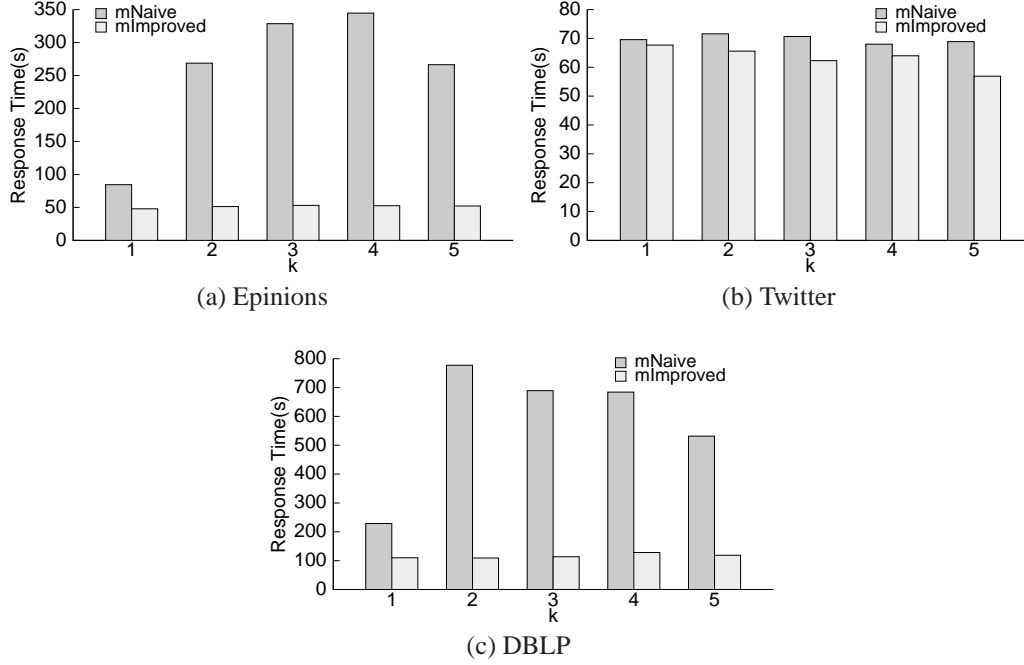 mNaive
mImproved
Response Time(s)
350
300
250
200
150
100
50
0
1 2 3 4 5
k
(a) Epinions
mNaive
mImproved
Response Time(s)
80
70
60
50
40
30
20
10
0
1 2 3 4 5
k
(b) Twitter
mNaive
mImproved
Response Time(s)
800
700
600
500
400
300
200
100
0
1 2 3 4 5
k
(c) DBLP